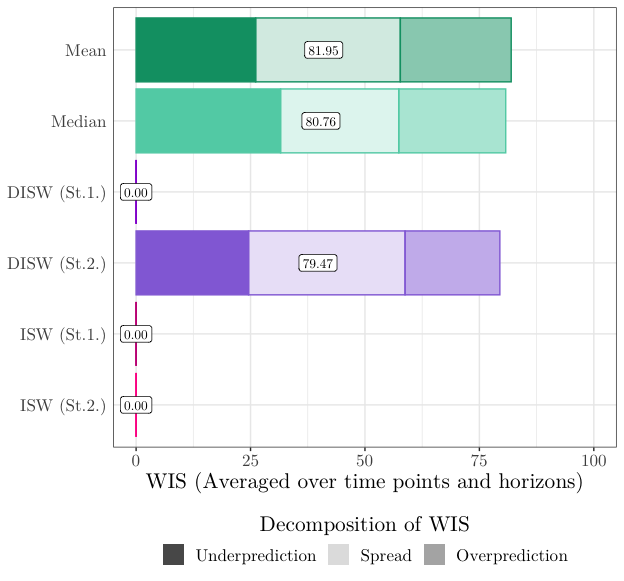 Mean
81.95
Median
80.76
DISW (St.1.)
0.00
DISW (St.2.)
79.47
ISW (St.1.)
0.00
ISW (St.2.)
0.00
0 25 50 75 100
WIS (Averaged over time points and horizons)
Decomposition of WIS
Underprediction Spread Overprediction